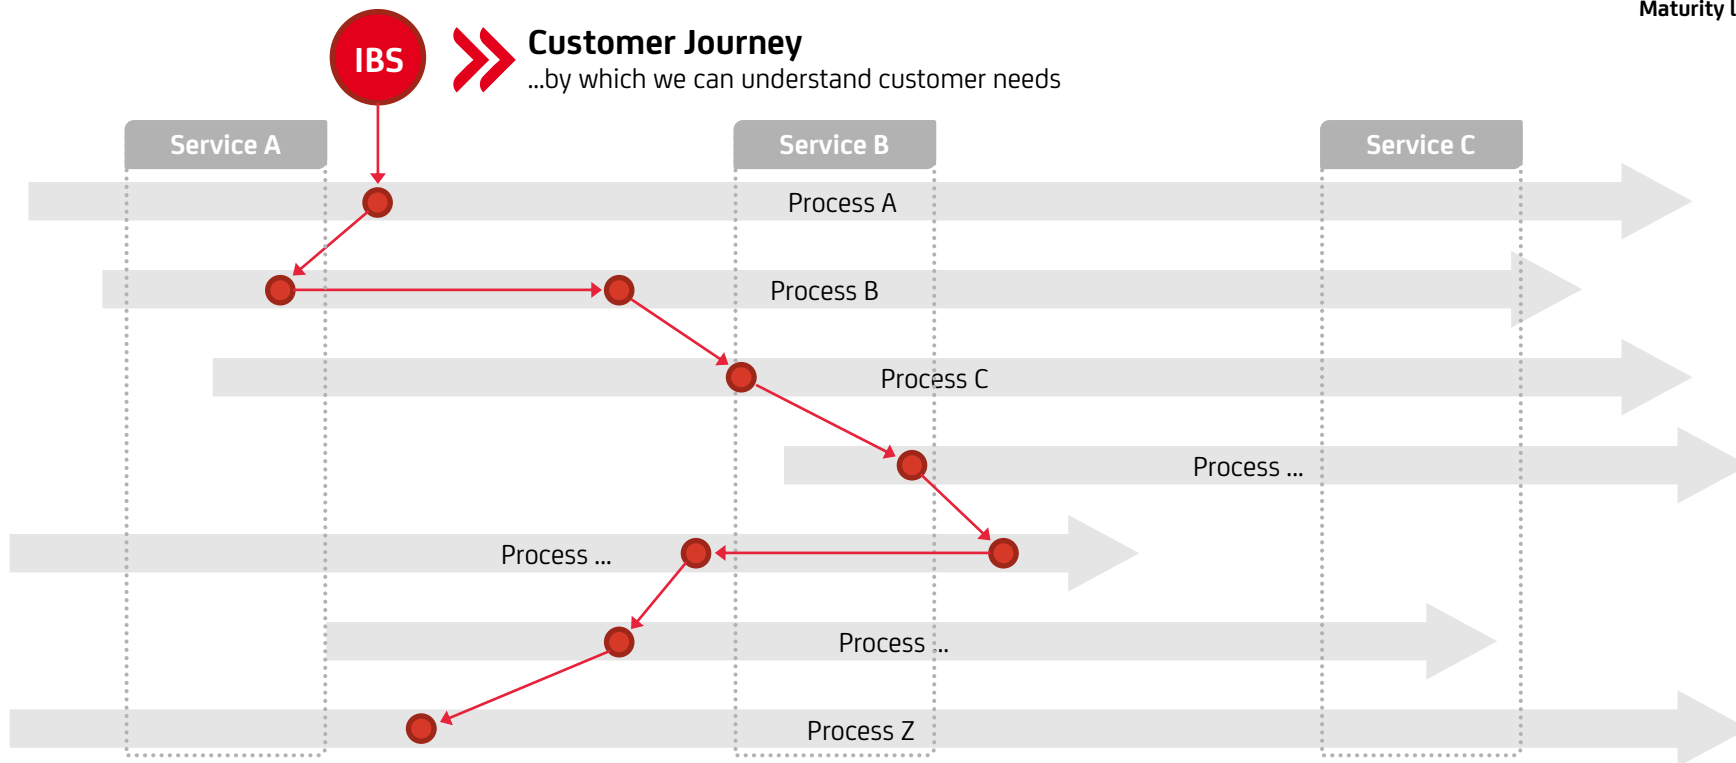 Maturity
IBS
Customer Journey
...by which we can understand customer needs
Service A
Service B
Service C
Process A
Process B
Process C
Process ...
Process ...
Process ...
Process Z